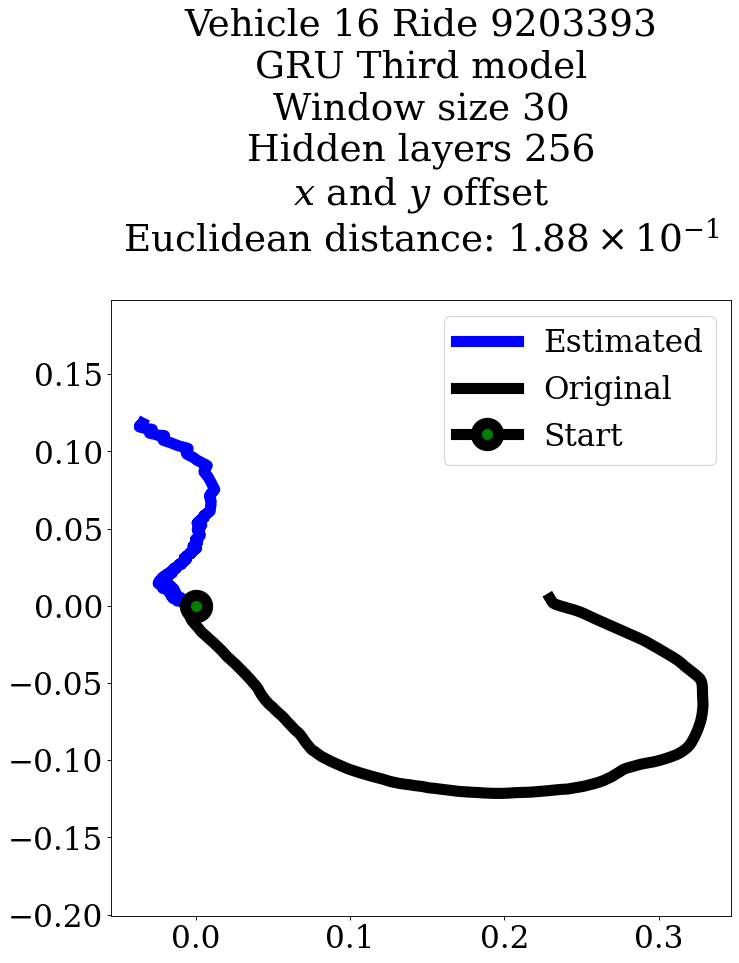 Vehicle 16 Ride 9203393
GRU Third model
Window size 30
Hidden layers 256
x and y offset
Euclidean distance: 1.88 × 10⁻¹
Estimated
Original
Start
0.15
0.10
0.05
0.00
−0.05
−0.10
−0.15
−0.20
0.0 0.1 0.2 0.3